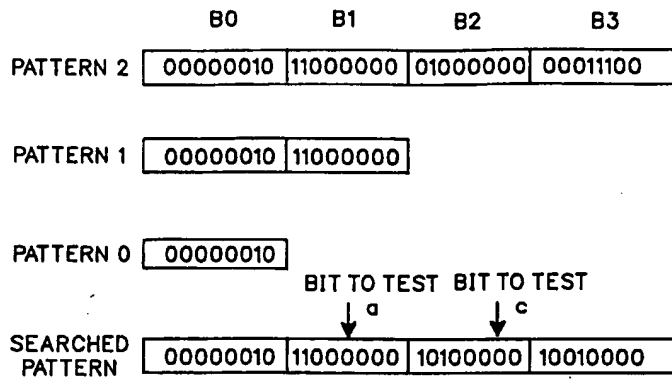 B0 B1 B2 B3
PATTERN 2 00000010 11000000 01000000 00011100
PATTERN 1 00000010 11000000
PATTERN 0 00000010
BIT TO TEST BIT TO TEST
a c
SEARCHED
PATTERN 00000010 11000000 10100000 10010000